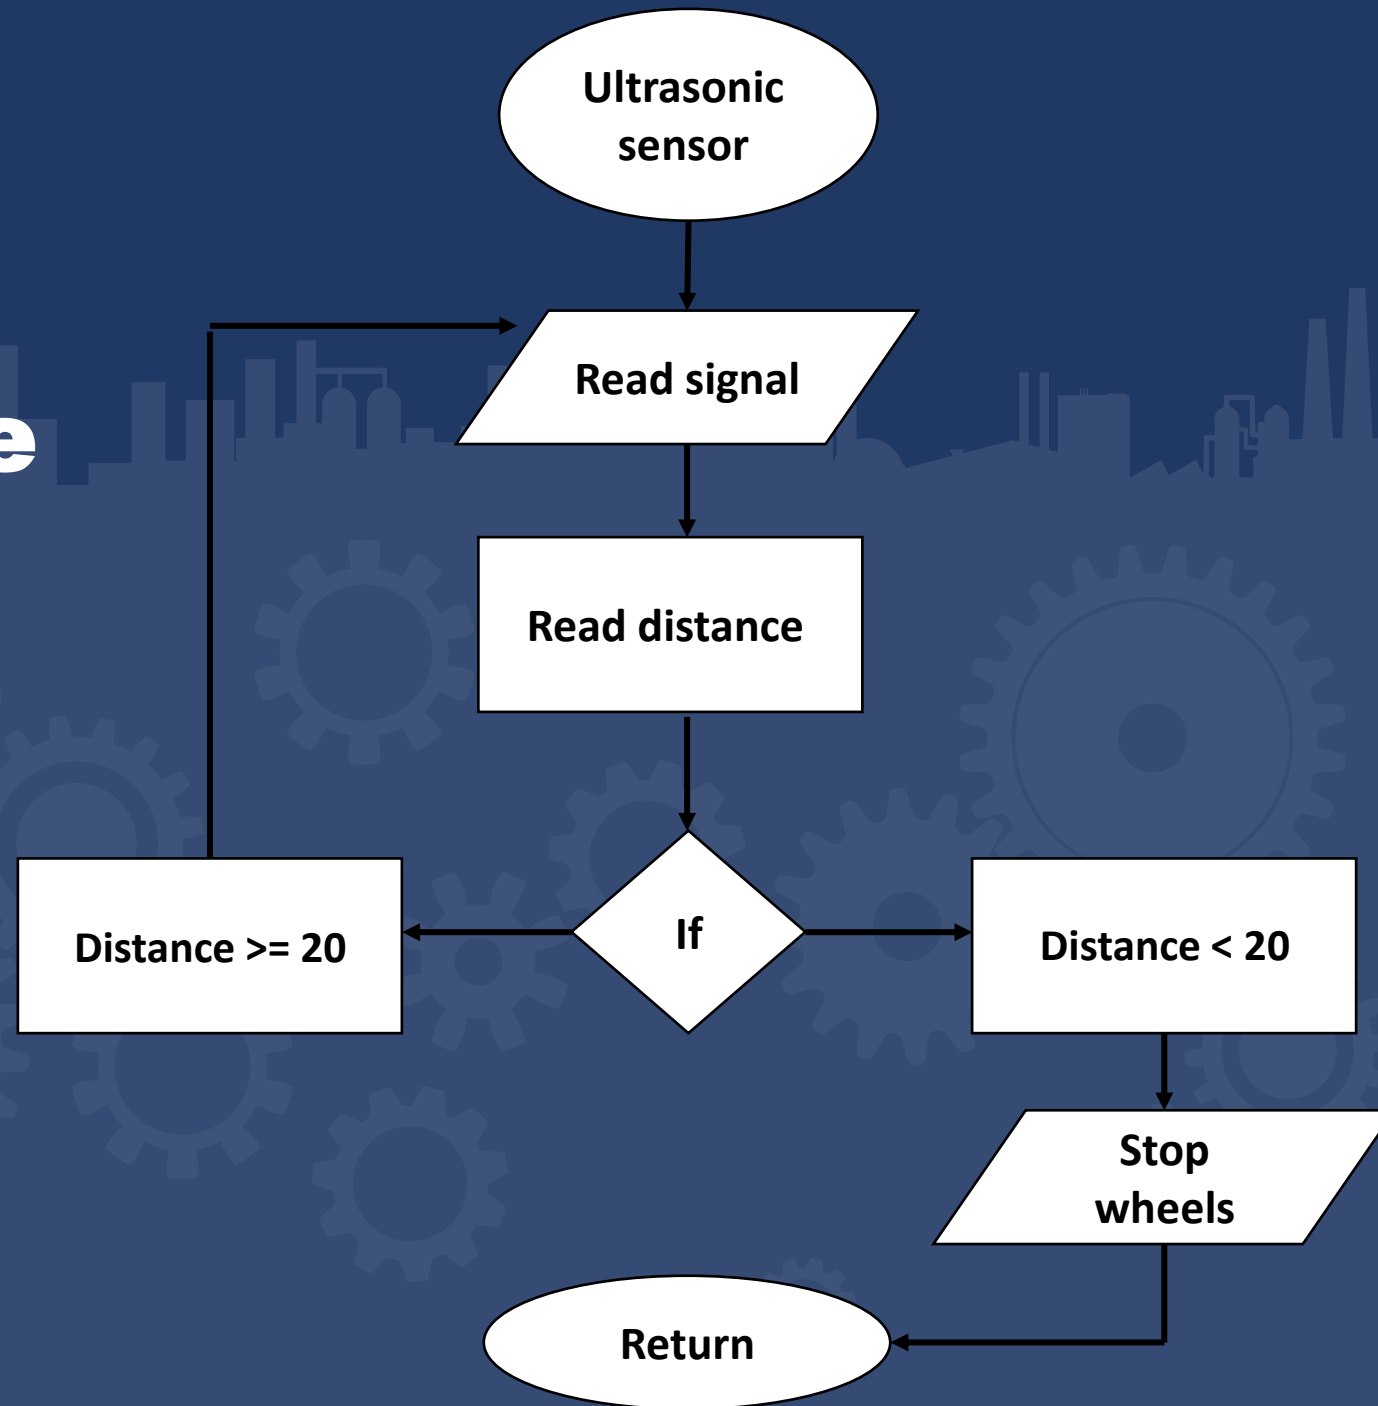 Ultrasonic
sensor
Read signal
e
Read distance
If
Distance >= 20
Distance < 20
Stop
wheels
Return